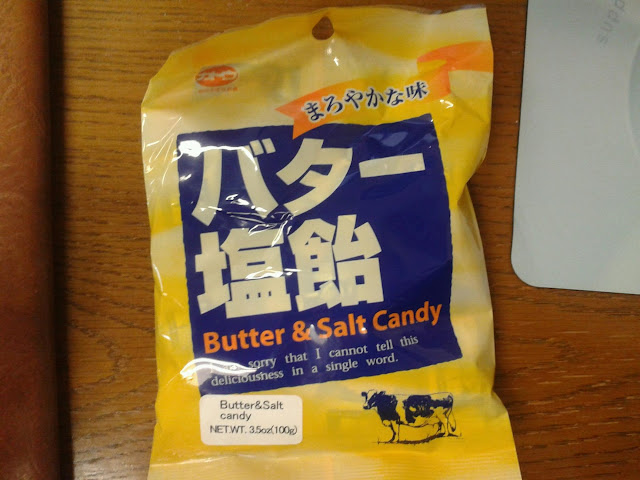 まろやかな味
バター
塩飴
Butter & Salt Candy
sorry that I cannot tell this
deliciousness in a single word.
Butter&Salt
candy
NET.WT. 3.5oz(100g)